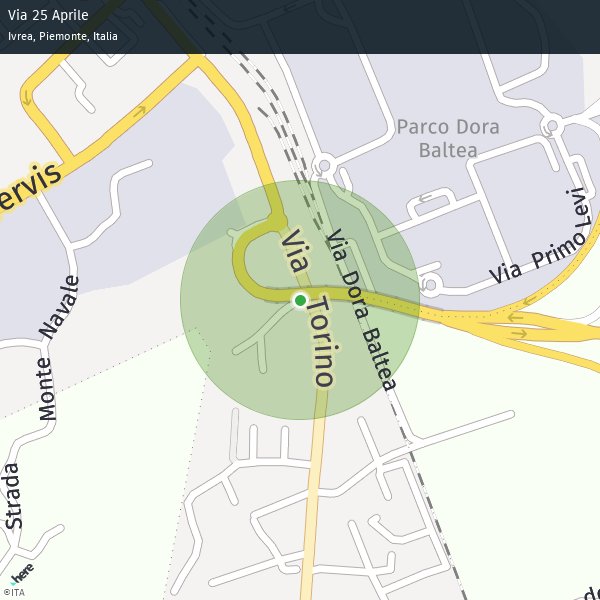 Via 25 Aprile
Ivrea, Piemonte, Italia
Parco Dora
Baltea
ervis
Via Primo Levi
Via Torino
Via Dora Baltea
Monte Navale
Strada
here
©ITA
de